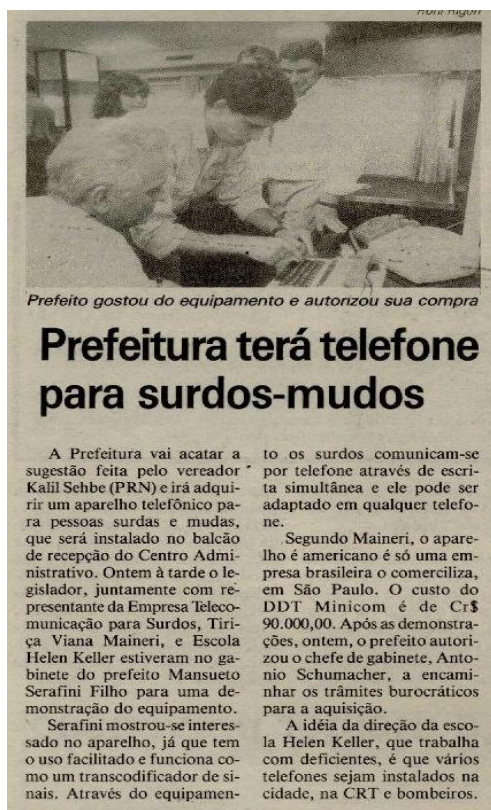 Roni Rigon
Prefeito gostou do equipamento e autorizou sua compra
Prefeitura terá telefone
para surdos-mudos
A Prefeitura vai acatar a
sugestão feita pelo vereador
Kalil Sehbe (PRN) e irá adqui-
rir um aparelho telefônico pa-
ra pessoas surdas e mudas,
que será instalado no balcão
de recepção do Centro Admi-
nistrativo. Ontem à tarde o le-
gislador, juntamente com re-
presentante da Empresa Teleco-
municação para Surdos, Tiri-
ça Viana Maineri, e Escola
Helen Keller estiveram no ga-
binete do prefeito Mansueto
Serafini Filho para uma de-
monstração do equipamento.
Serafini mostrou-se interes-
sado no aparelho, já que tem
o uso facilitado e funciona co-
mo um transcodificador de si-
nais. Através do equipamen-
to os surdos comunicam-se
por telefone através de escri-
ta simultânea e ele pode ser
adaptado em qualquer telefo-
ne.
Segundo Maineri, o apare-
lho é americano é só uma em-
presa brasileira o comerciliza,
em São Paulo. O custo do
DDT Minicom é de Cr$
90.000,00. Após as demonstra-
ções, ontem, o prefeito autori-
zou o chefe de gabinete, Anto-
nio Schumacher, a encami-
nhar os trâmites burocráticos
para a aquisição.
A idéia da direção da esco-
la Helen Keller, que trabalha
com deficientes, é que vários
telefones sejam instalados na
cidade, na CRT e bombeiros.